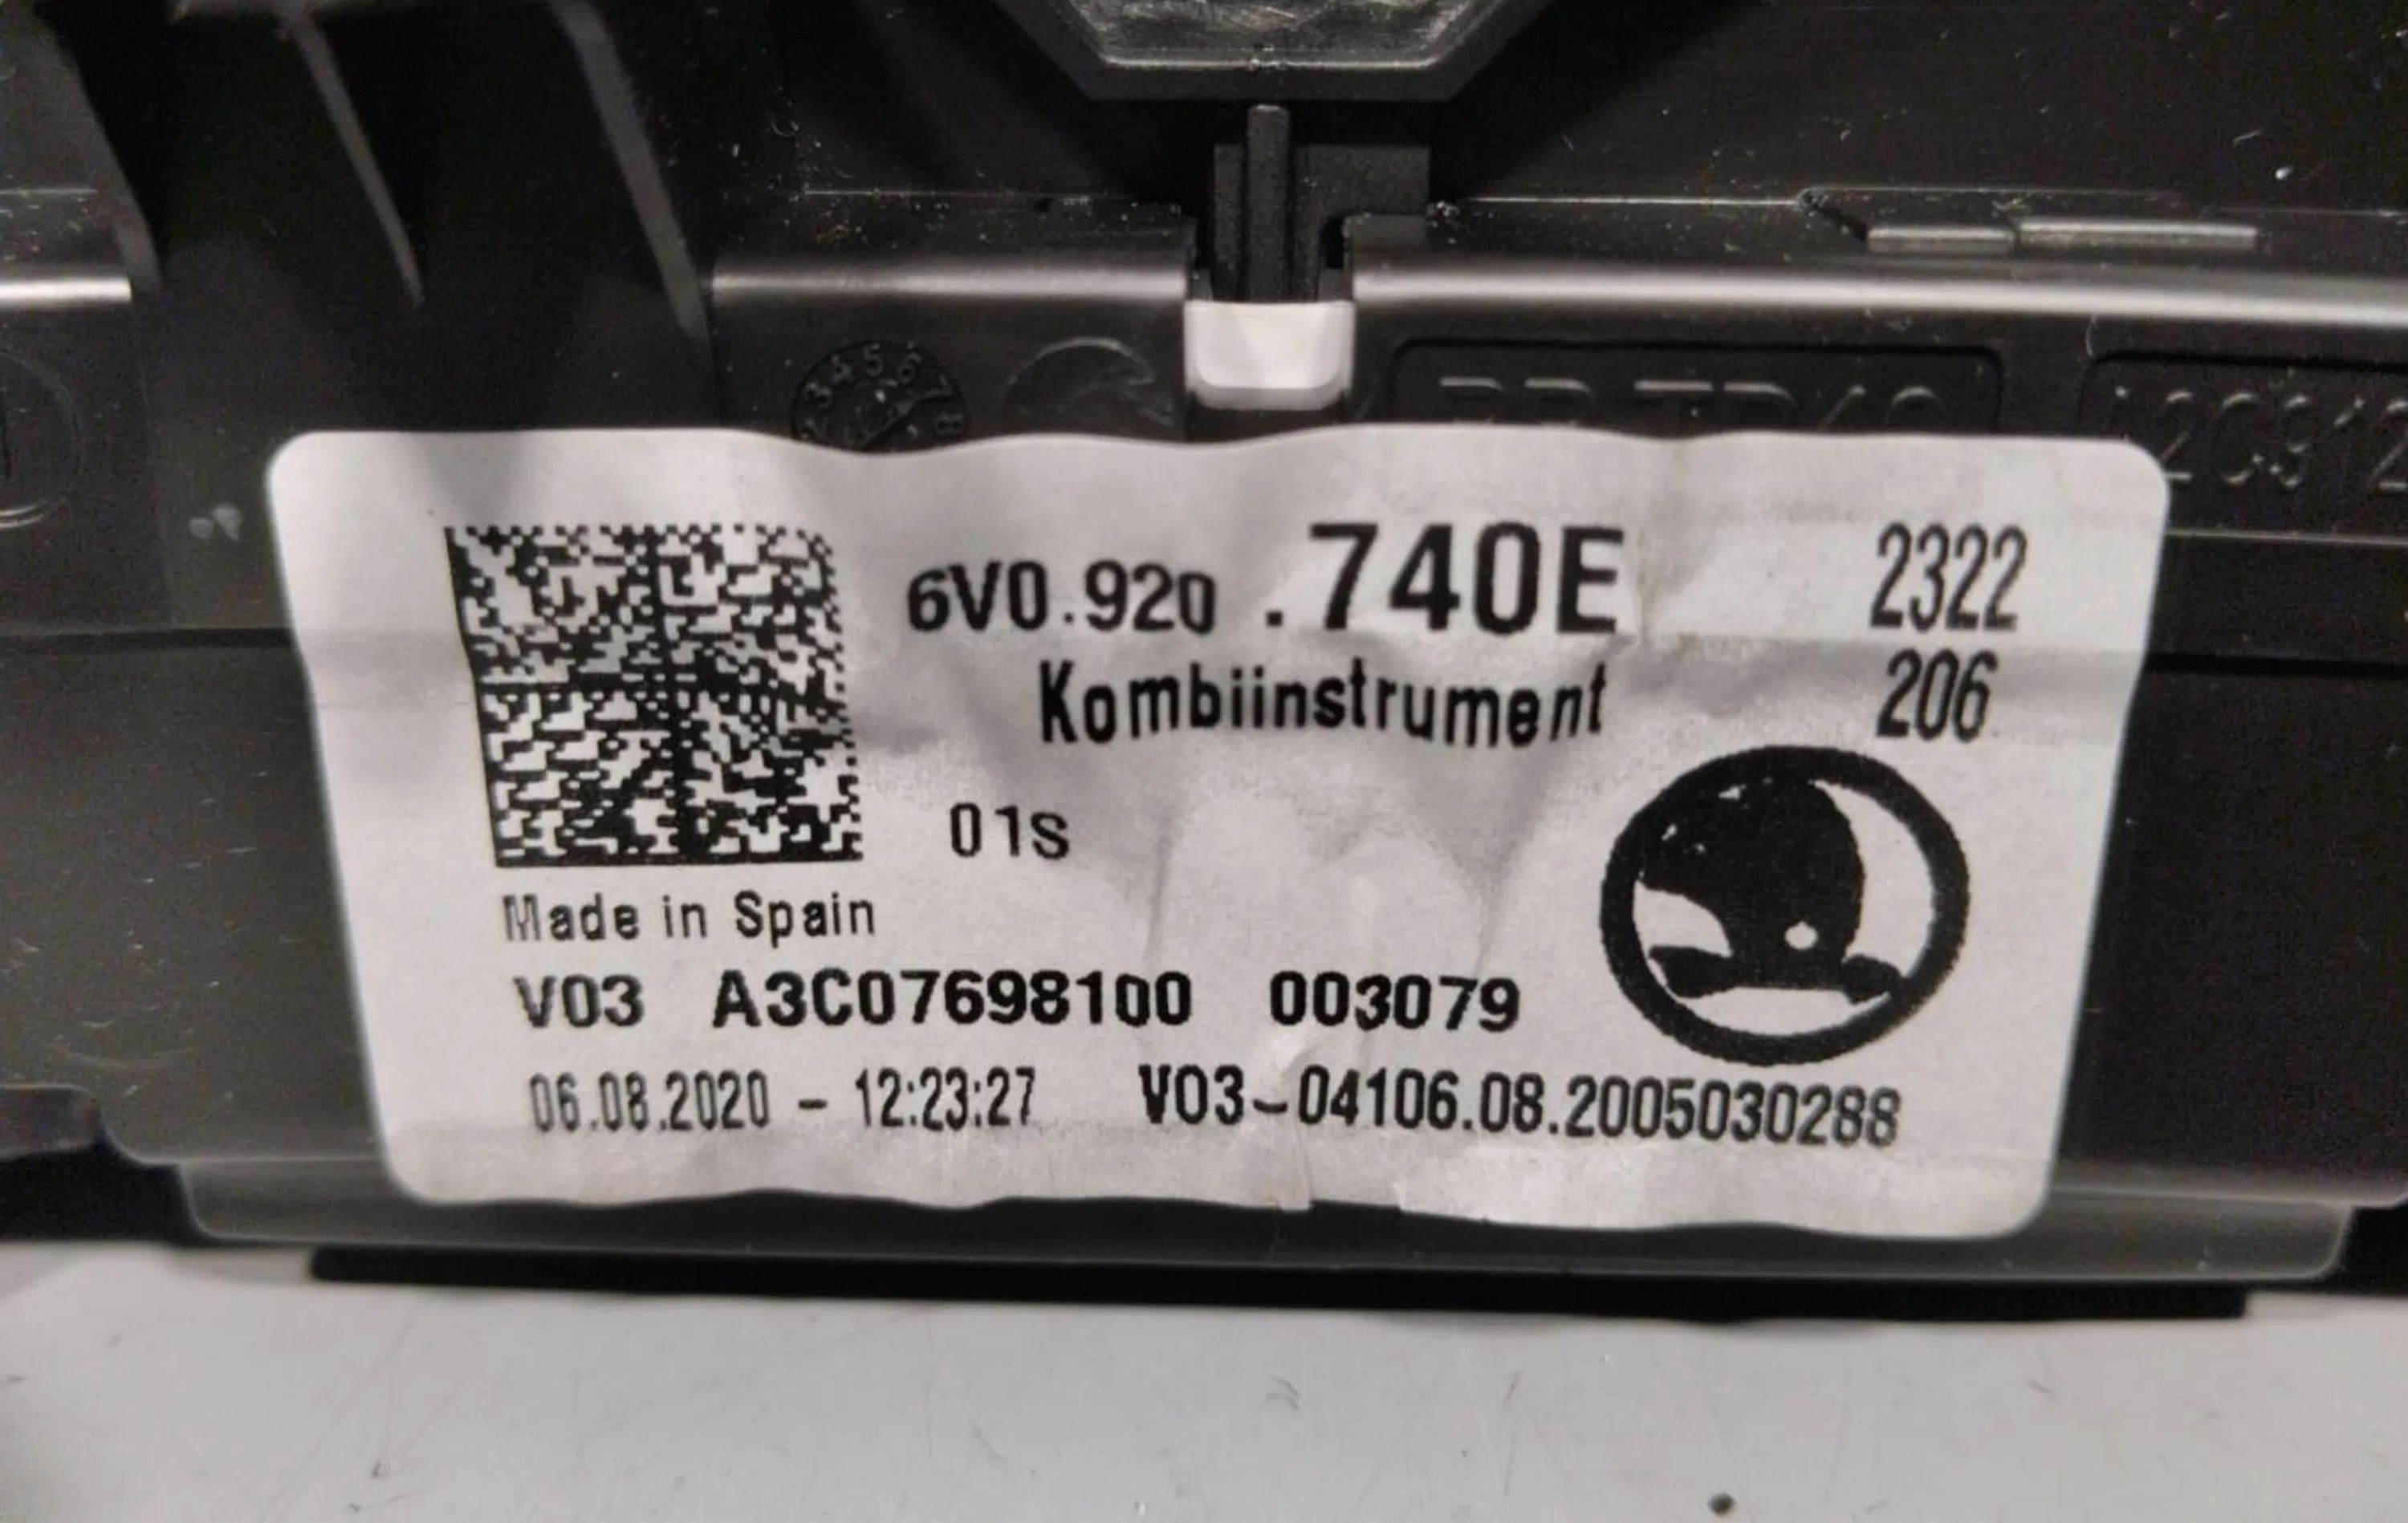 6V0.920 .740E 2322
Kombiinstrument 206
01S
Made in Spain
V03 A3C07698100 003079
06.08.2020 - 12:23:27 V03-04106.08.2005030288